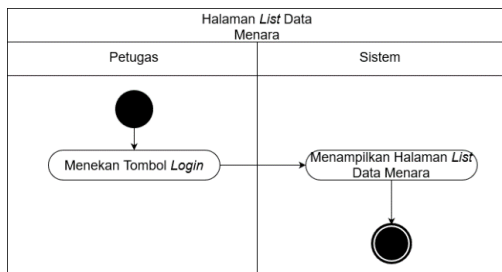 Halaman List Data
Menara
Petugas
Sistem
Menekan Tombol Login
Menampilkan Halaman List
Data Menara